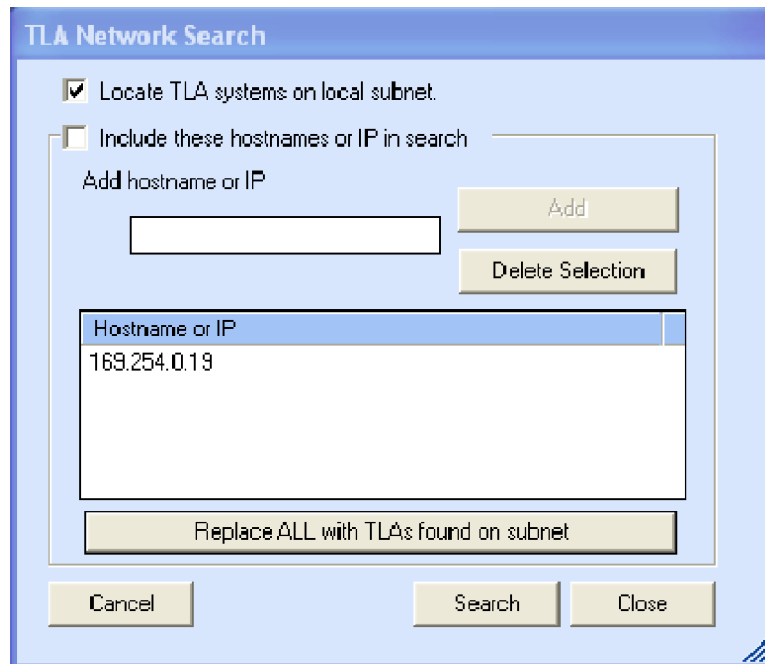 TLA Network Search
Locate TLA systems on local subnet.
Include these hostnames or IP in search
Add hostname or IP
Add
Delete Selection
Hostname or IP
169.254.0.19
Replace ALL with TLAs found on subnet
Cancel
Search
Close